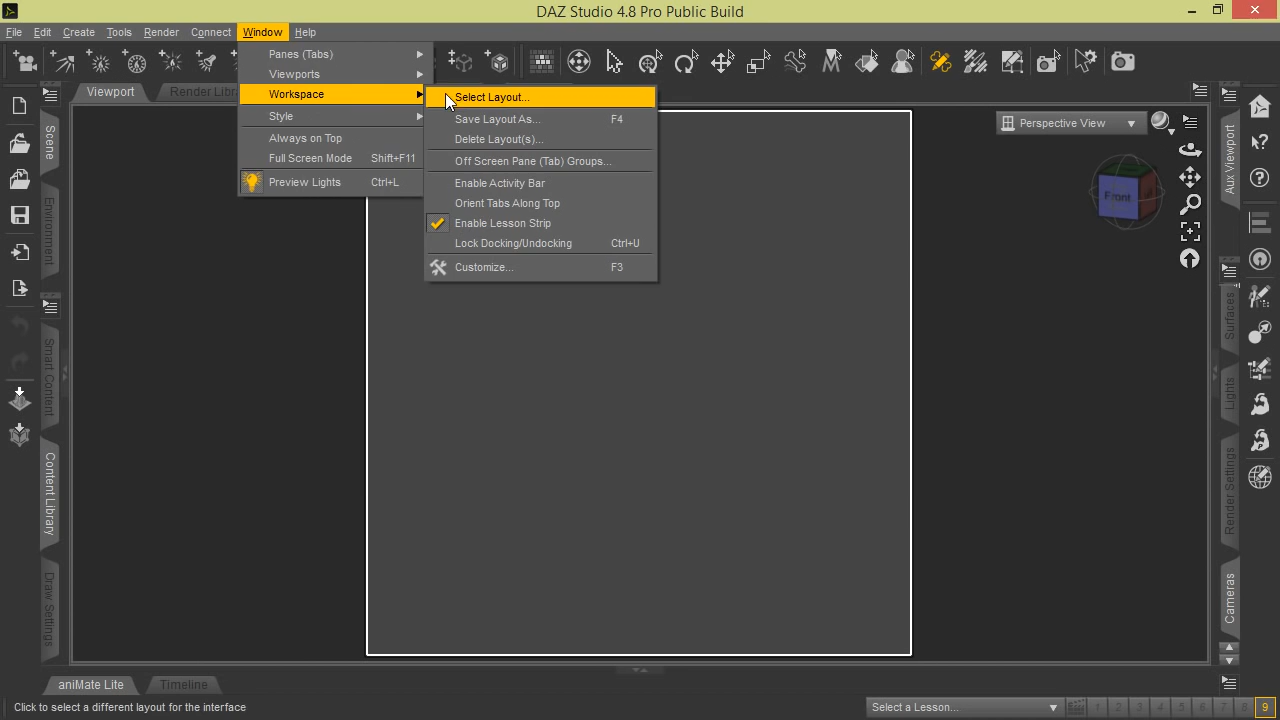 DAZ Studio 4.8 Pro Public Build
File Edit Create Tools Render Connect Window Help
Panes (Tabs)
Viewports
Workspace
Style
Always on Top
Full Screen Mode Shift+F11
Preview Lights Ctrl+L
Select Layout...
Save Layout As... F4
Delete Layout(s)...
Off Screen Pane (Tab) Groups...
Enable Activity Bar
Orient Tabs Along Top
Enable Lesson Strip
Lock Docking/Undocking Ctrl+U
Customize... F3
Viewport
Render Libr
Perspective View
Front
Scene
Environment
Smart Content
Content Library
Draw Settings
Aux Viewport
Surfaces
Lights
Render Settings
Cameras
aniMate Lite
Timeline
Click to select a different layout for the interface
Select a Lesson...
1 2 3 4 5 6 7 8 9